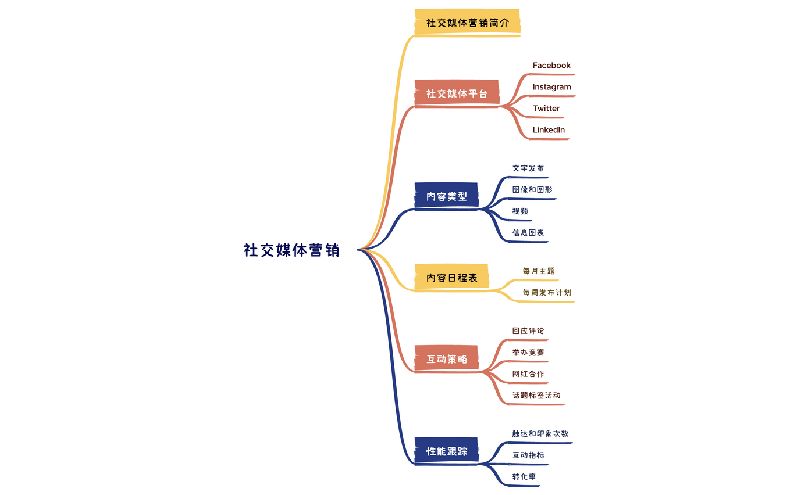 社交媒体营销
社交媒体营销简介
社交媒体平台
Facebook
Instagram
Twitter
LinkedIn
内容类型
文字发布
图像和图形
视频
信息图表
内容日程表
每月主题
每周发布计划
互动策略
回应评论
举办竞赛
网红合作
话题标签活动
性能跟踪
触达和印象次数
互动指标
转化率